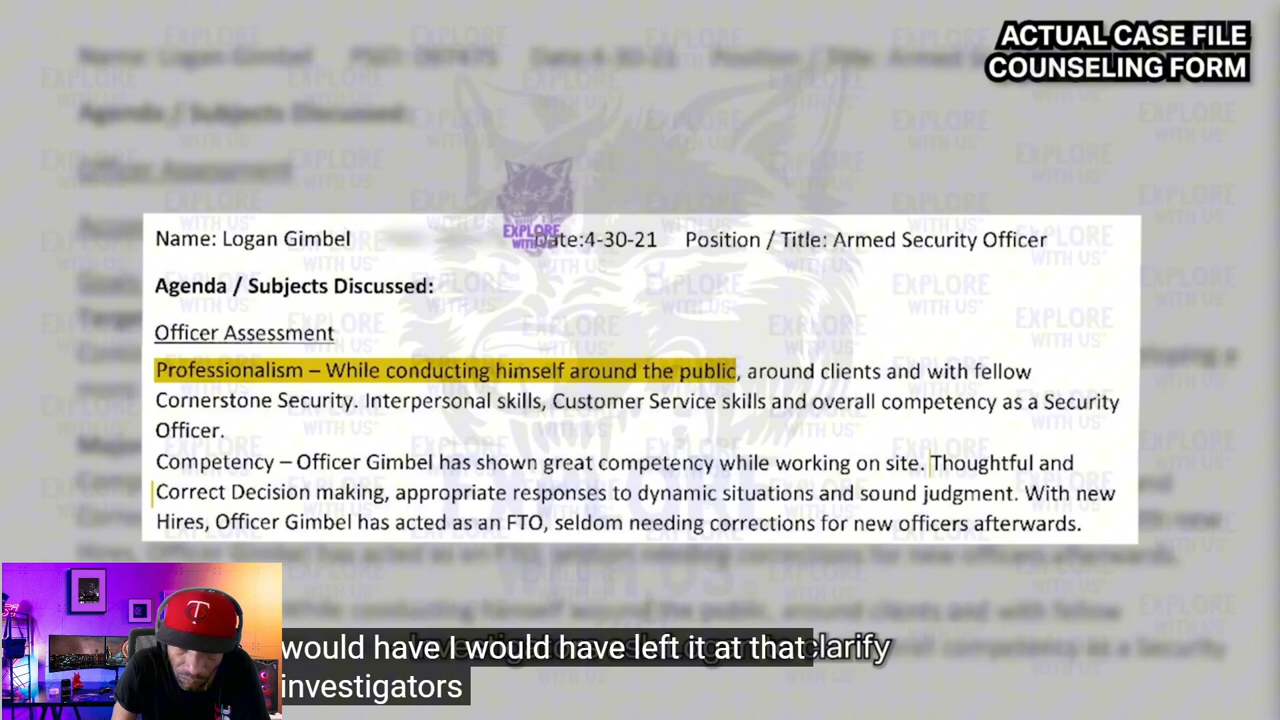 ACTUAL CASE FILE
COUNSELING FORM
Name: Logan Gimbel Date:4-30-21 Position / Title: Armed Security Officer
Agenda / Subjects Discussed:
Officer Assessment
Professionalism – While conducting himself around the public, around clients and with fellow
Cornerstone Security. Interpersonal skills, Customer Service skills and overall competency as a Security
Officer.
Competency – Officer Gimbel has shown great competency while working on site. Thoughtful and
Correct Decision making, appropriate responses to dynamic situations and sound judgment. With new
Hires, Officer Gimbel has acted as an FTO, seldom needing corrections for new officers afterwards.
EXPLORE
WITH US
would have I would have left it at that clarify
investigators